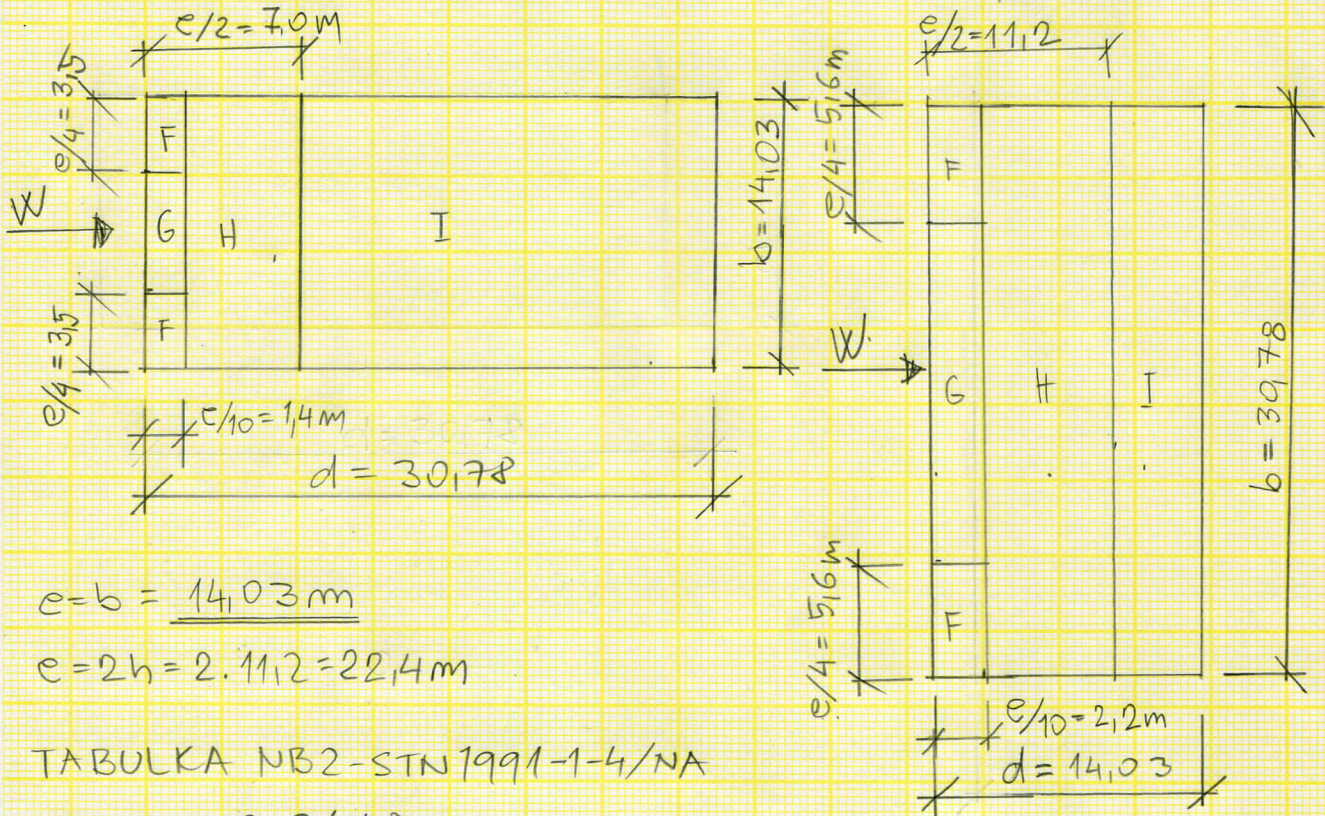 e/2 = 7,0 m
e/4 = 3,5
F
G
F
H
I
W
e/4 = 3,5
b = 14,03
e/10 = 1,4 m
d = 30,78
e/2 = 11,2
e/4 = 5,6 m
F
G
H
I
F
W
b = 30,78
e/4 = 5,6 m
e/10 = 2,2 m
d = 14,03
e = b = 14,03 m
e = 2h = 2 . 11,2 = 22,4 m
TABULKA NB2 - STN 1991-1-4/NA